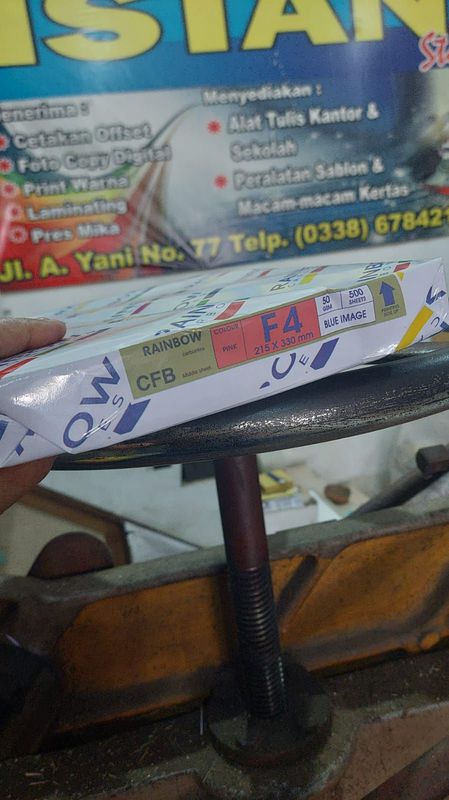 ISTAN
enerima :
Cetakan Offset
Foto Copy Digital
Print Warna
Laminating
Pres Mika
Menyediakan :
Alat Tulis Kantor &
Sekolah
Peralatan Sablon &
Macam-macam Kertas
Jl. A. Yani No. 77 Telp. (0338) 67842
RAINBOW
carbonless
CFB
Middle sheet
COLOUR
PINK
F4
215 X 330 mm
50
GSM
500
SHEETS
BLUE IMAGE
OW